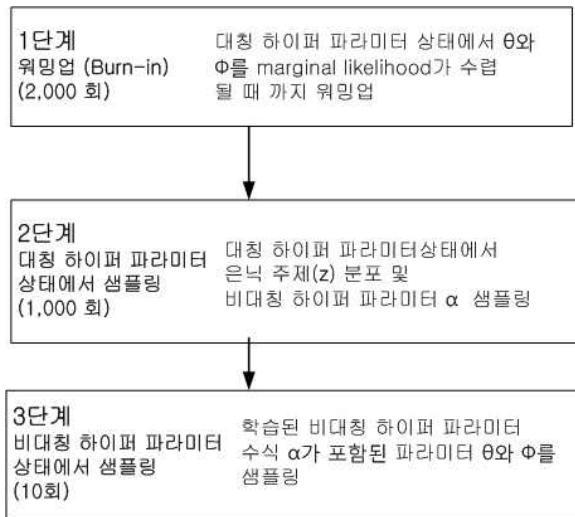 1단계
워밍업 (Burn-in)
(2,000 회)
대칭 하이퍼 파라미터 상태에서 θ와
Φ를 marginal likelihood가 수렵
될 때 까지 워밍업
2단계
대칭 하이퍼 파라미터
상태에서 샘플링
(1,000 회)
대칭 하이퍼 파라미터상태에서
은닉 주제(z) 분포 및
비대칭 하이퍼 파라미터 α 샘플링
3단계
비대칭 하이퍼 파라미터
상태에서 샘플링
(10회)
학습된 비대칭 하이퍼 파라미터
수식 α가 포함된 파라미터 θ와 Φ를
샘플링